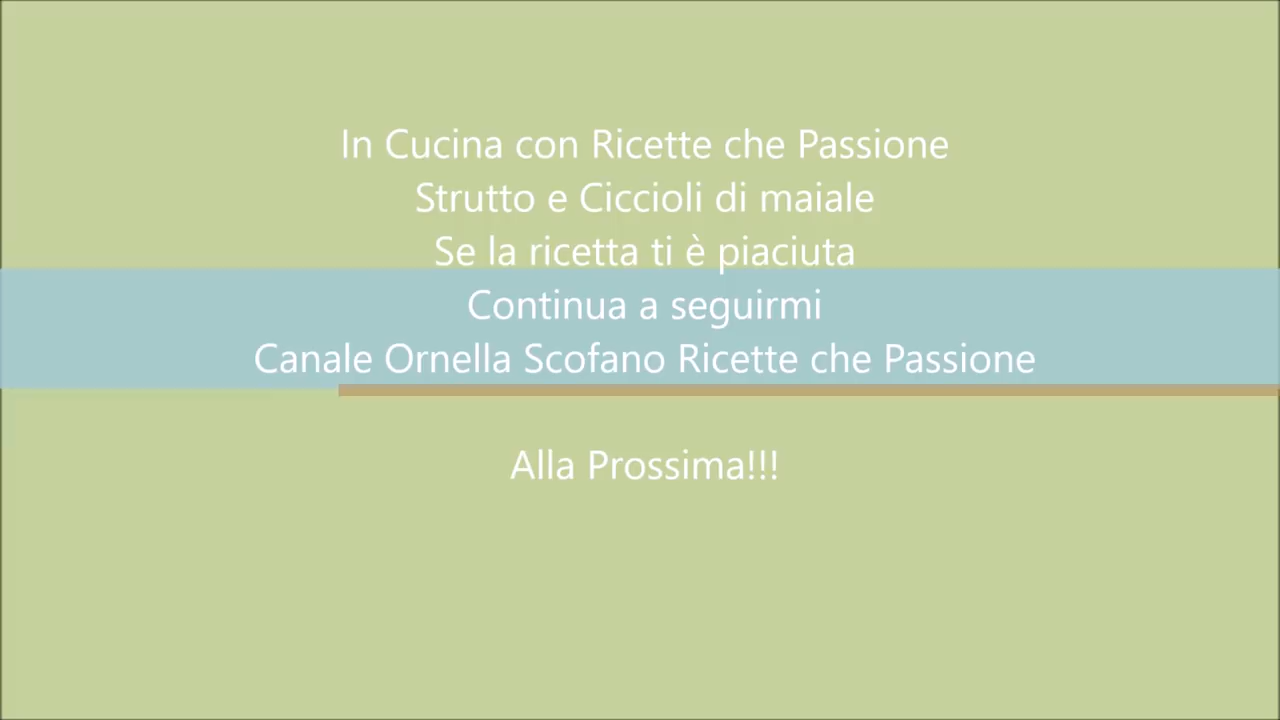 In Cucina con Ricette che Passione
Strutto e Ciccioli di maiale
Se la ricetta ti è piaciuta
Continua a seguirmi
Canale Ornella Scofano Ricette che Passione
Alla Prossima!!!